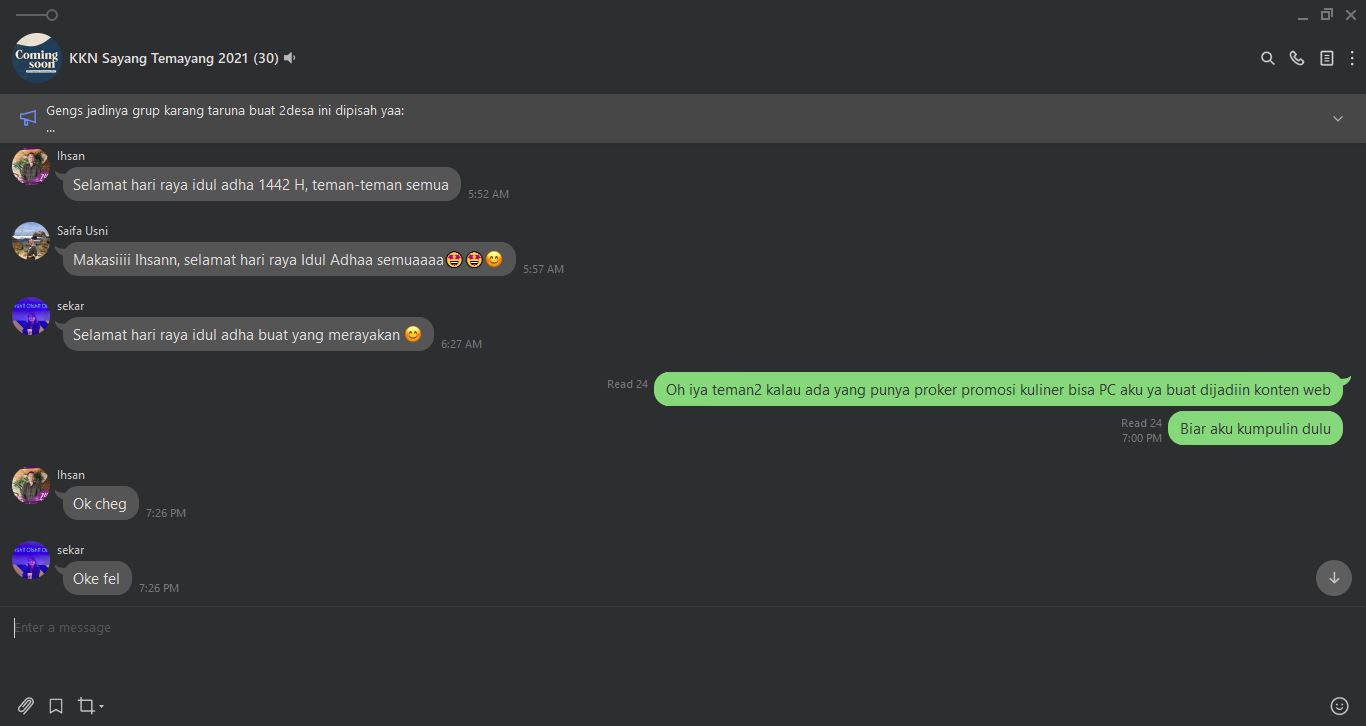 Coming
soon
KKN Sayang Temayang 2021 (30)
Gengs jadinya grup karang taruna buat 2desa ini dipisah yaa:
...
Ihsan
Selamat hari raya idul adha 1442 H, teman-teman semua
5:52 AM
Saifa Usni
Makasiiii Ihsann, selamat hari raya Idul Adhaa semuaaaa🤩🤩😊
5:57 AM
sekar
Selamat hari raya idul adha buat yang merayakan 😊
6:27 AM
Read 24
Oh iya teman2 kalau ada yang punya proker promosi kuliner bisa PC aku ya buat dijadiin konten web
Read 24
7:00 PM
Biar aku kumpulin dulu
Ihsan
Ok cheg
7:26 PM
sekar
Oke fel
7:26 PM
Enter a message